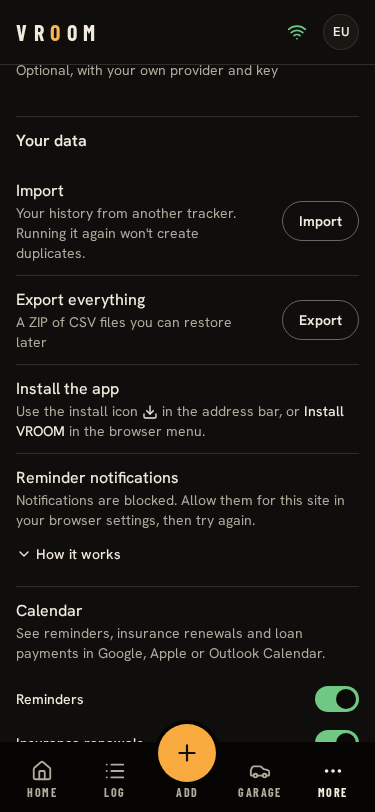 VROOM
EU
Optional, with your own provider and key
Your data
Import
Your history from another tracker.
Running it again won't create
duplicates.
Import
Export everything
A ZIP of CSV files you can restore
later
Export
Install the app
Use the install icon in the address bar, or Install
VROOM in the browser menu.
Reminder notifications
Notifications are blocked. Allow them for this site in
your browser settings, then try again.
How it works
Calendar
See reminders, insurance renewals and loan
payments in Google, Apple or Outlook Calendar.
Reminders
Insurance renewals
HOME
LOG
ADD
GARAGE
MORE